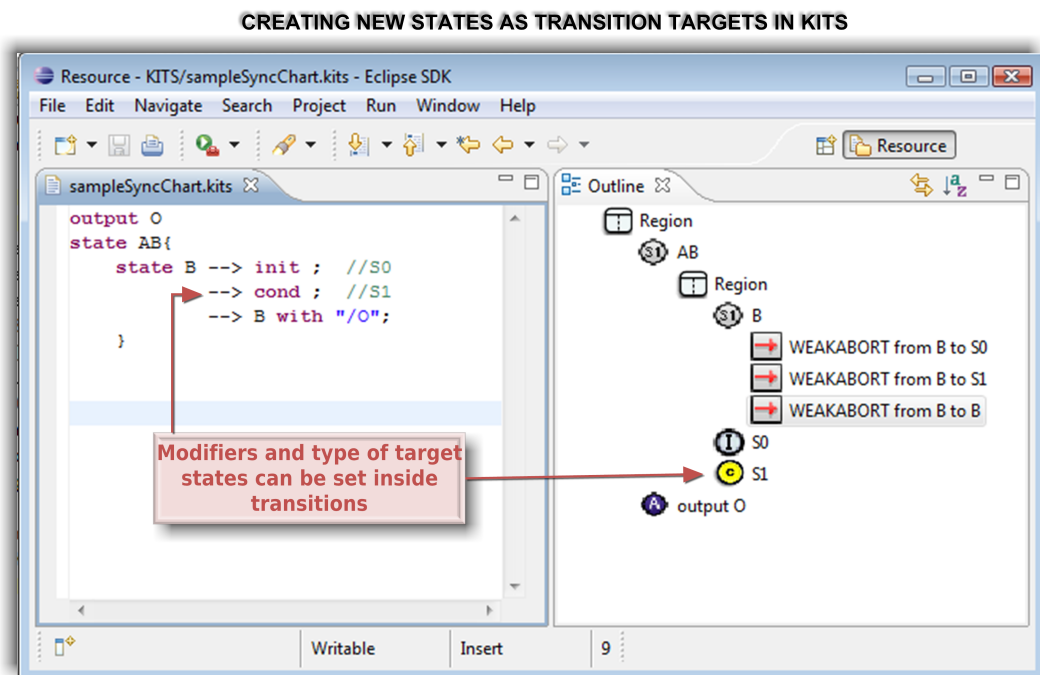 CREATING NEW STATES AS TRANSITION TARGETS IN KITS
Resource - KITS/sampleSyncChart.kits - Eclipse SDK
File Edit Navigate Search Project Run Window Help
Resource
sampleSyncChart.kits
output O
state AB{
state B --> init ; //S0
--> cond ; //S1
--> B with "/O";
}
Modifiers and type of target
states can be set inside
transitions
Outline
Region
S1 AB
Region
S1 B
WEAKABORT from B to S0
WEAKABORT from B to S1
WEAKABORT from B to B
I S0
C S1
A output O
Writable Insert 9